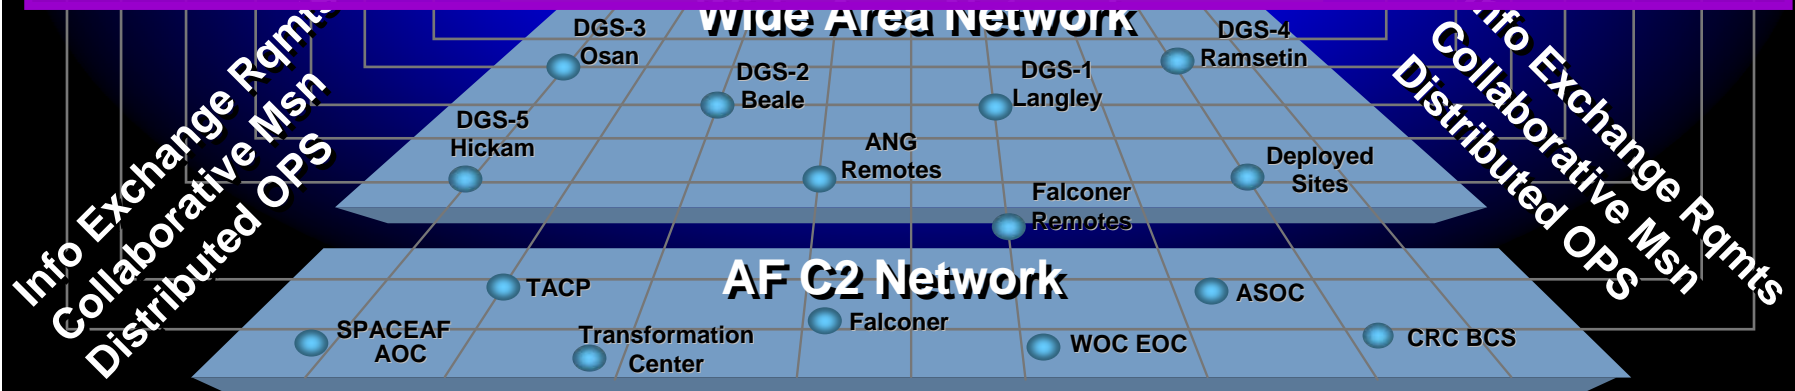 Wide Area Network
DGS-3
Osan
DGS-4
Ramsetin
DGS-2
Beale
DGS-1
Langley
DGS-5
Hickam
ANG
Remotes
Deployed
Sites
Falconer
Remotes
Info Exchange Rqmts
Collaborative Msn
Distributed OPS
Info Exchange Rqmts
Collaborative Msn
Distributed OPS
AF C2 Network
TACP
ASOC
SPACEAF
AOC
Transformation
Center
Falconer
WOC EOC
CRC BCS